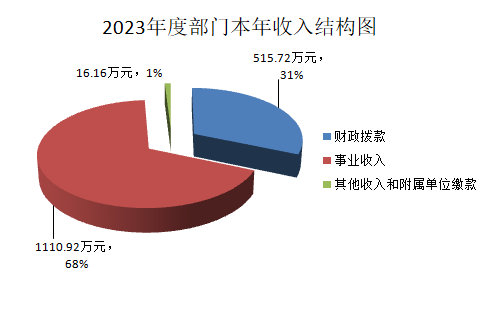 2023年度部门本年收入结构图
16.16万元，1%
515.72万元，
31%
财政拨款
事业收入
其他收入和附属单位缴款
1110.92万元，
68%